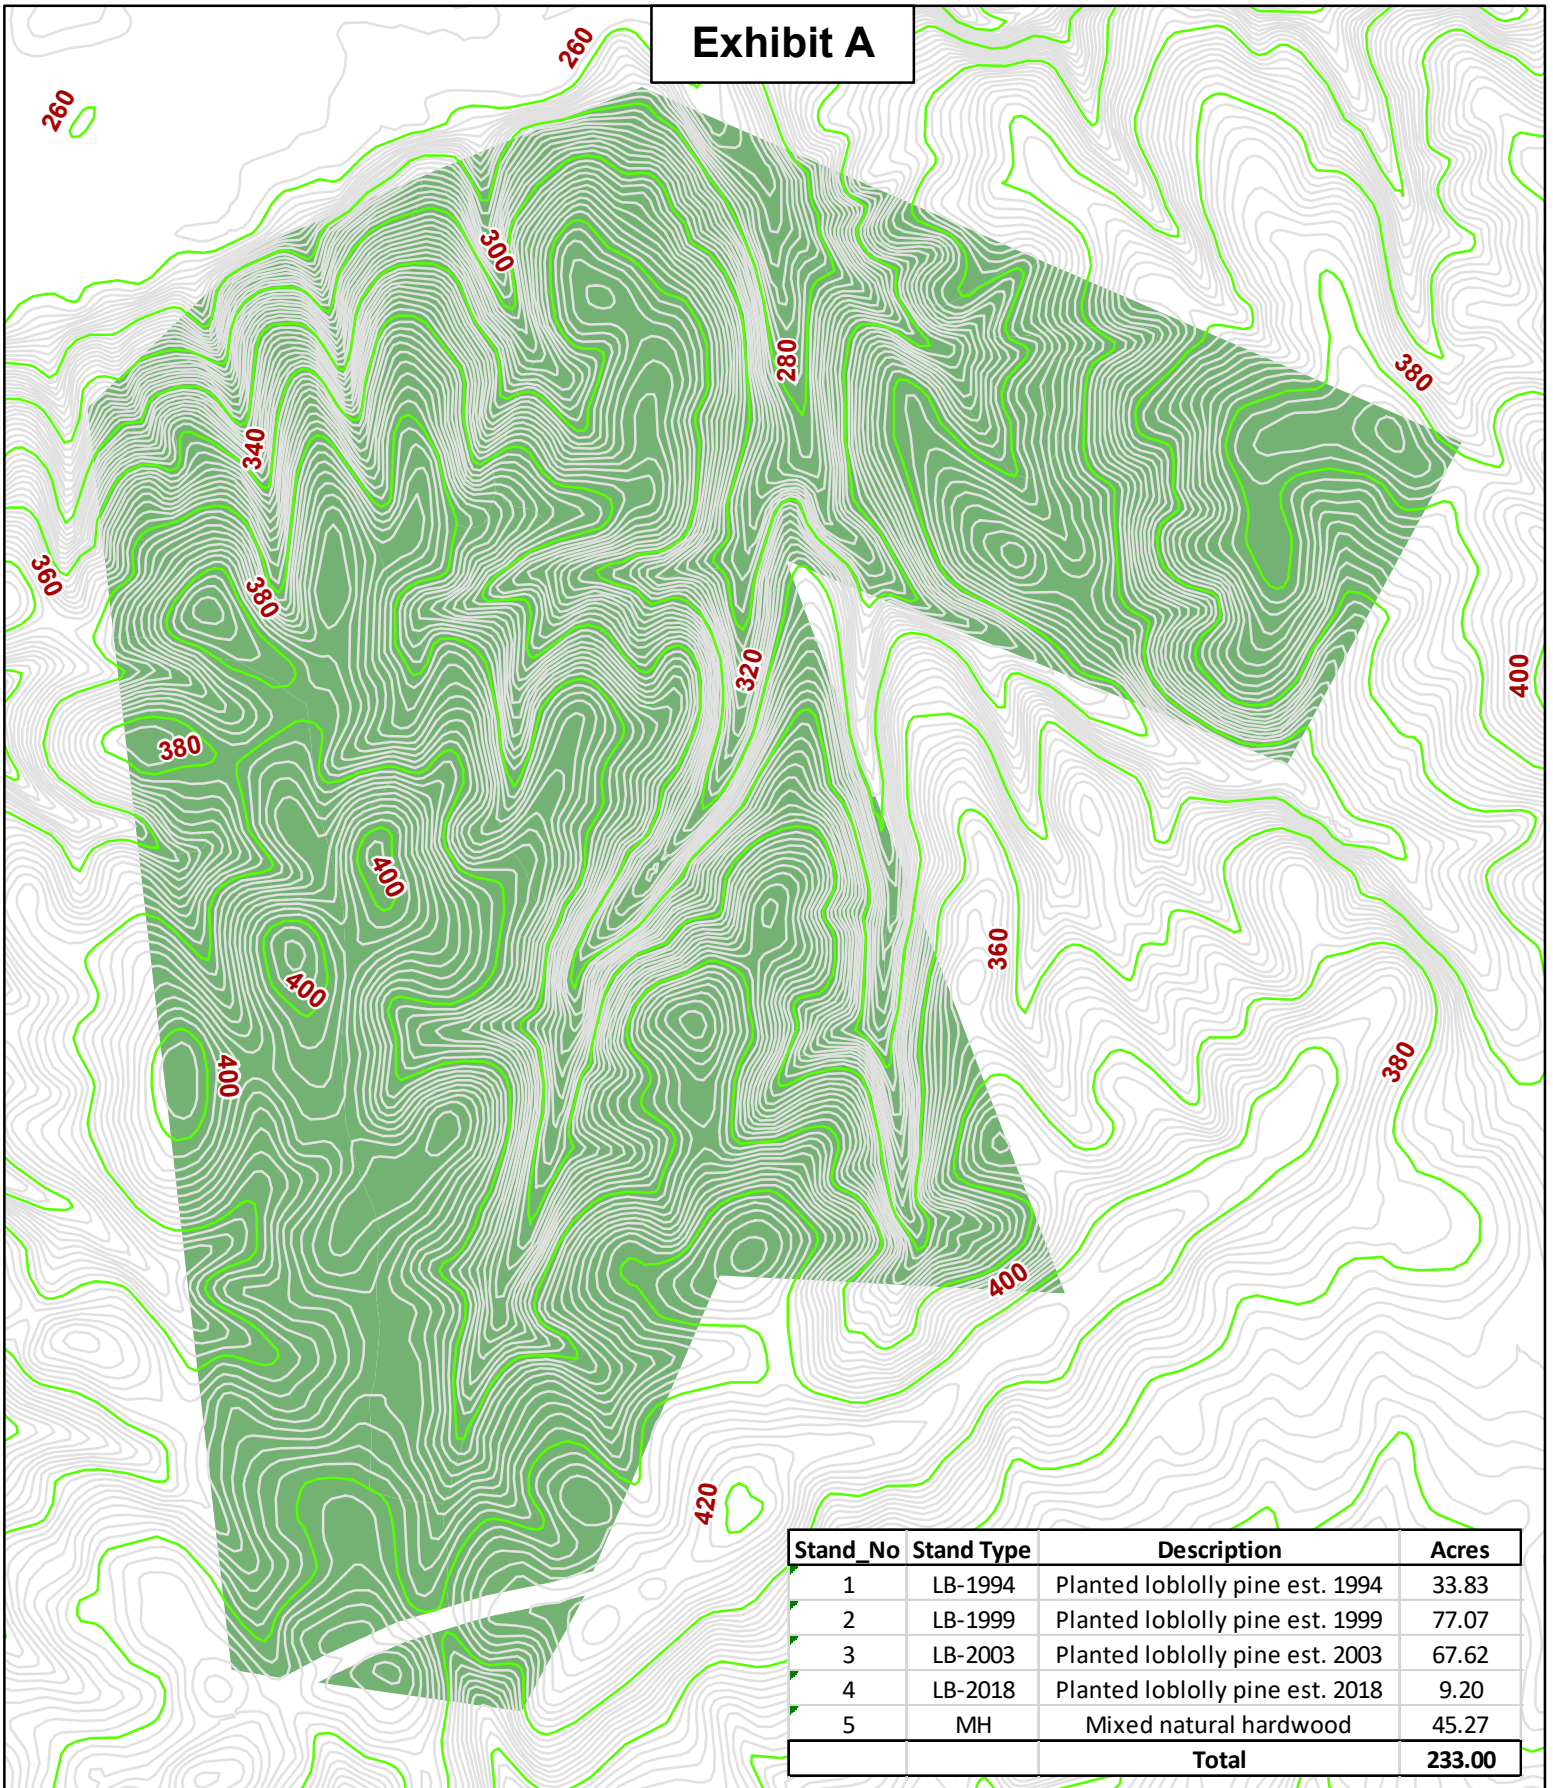 Exhibit A
260
260
300
280
380
340
360
380
320
400
380
400
360
400
400
380
400
420
Stand_No Stand Type Description Acres
1 LB-1994 Planted loblolly pine est. 1994 33.83
2 LB-1999 Planted loblolly pine est. 1999 77.07
3 LB-2003 Planted loblolly pine est. 2003 67.62
4 LB-2018 Planted loblolly pine est. 2018 9.20
5 MH Mixed natural hardwood 45.27
Total 233.00